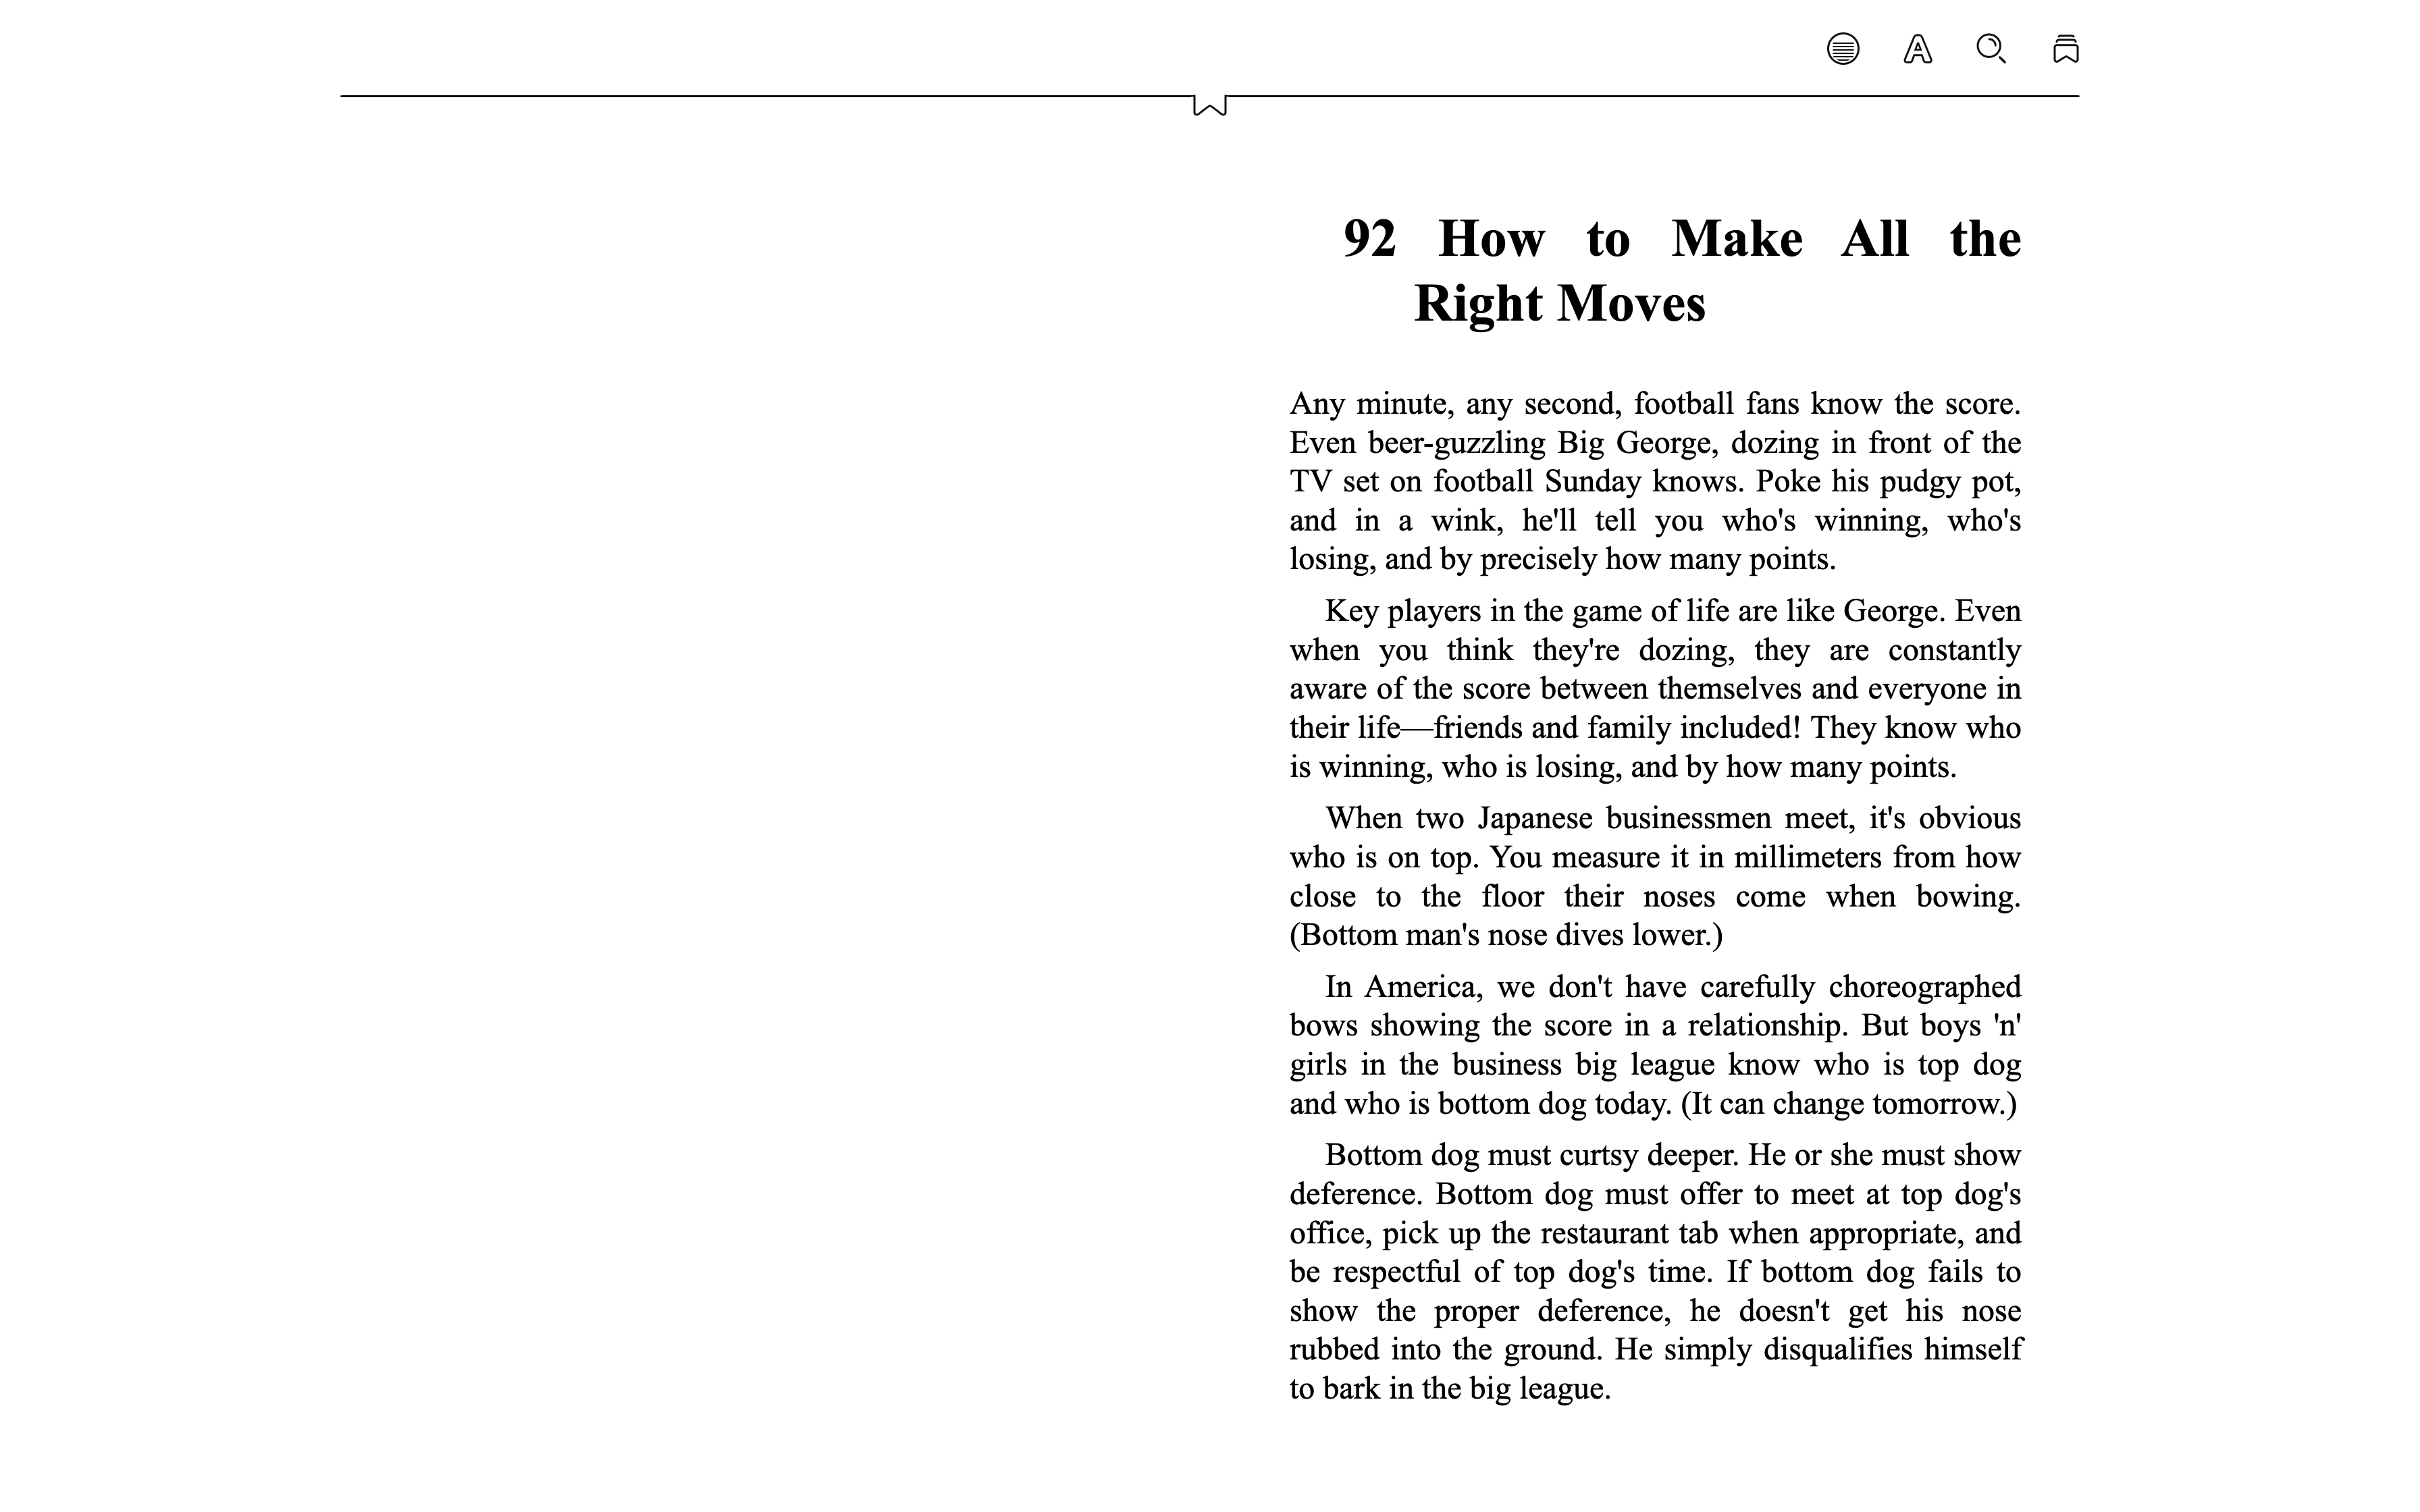 92 How to Make All the
Right Moves
Any minute, any second, football fans know the score.
Even beer-guzzling Big George, dozing in front of the
TV set on football Sunday knows. Poke his pudgy pot,
and in a wink, he'll tell you who's winning, who's
losing, and by precisely how many points.
Key players in the game of life are like George. Even
when you think they're dozing, they are constantly
aware of the score between themselves and everyone in
their life—friends and family included! They know who
is winning, who is losing, and by how many points.
When two Japanese businessmen meet, it's obvious
who is on top. You measure it in millimeters from how
close to the floor their noses come when bowing.
(Bottom man's nose dives lower.)
In America, we don't have carefully choreographed
bows showing the score in a relationship. But boys 'n'
girls in the business big league know who is top dog
and who is bottom dog today. (It can change tomorrow.)
Bottom dog must curtsy deeper. He or she must show
deference. Bottom dog must offer to meet at top dog's
office, pick up the restaurant tab when appropriate, and
be respectful of top dog's time. If bottom dog fails to
show the proper deference, he doesn't get his nose
rubbed into the ground. He simply disqualifies himself
to bark in the big league.